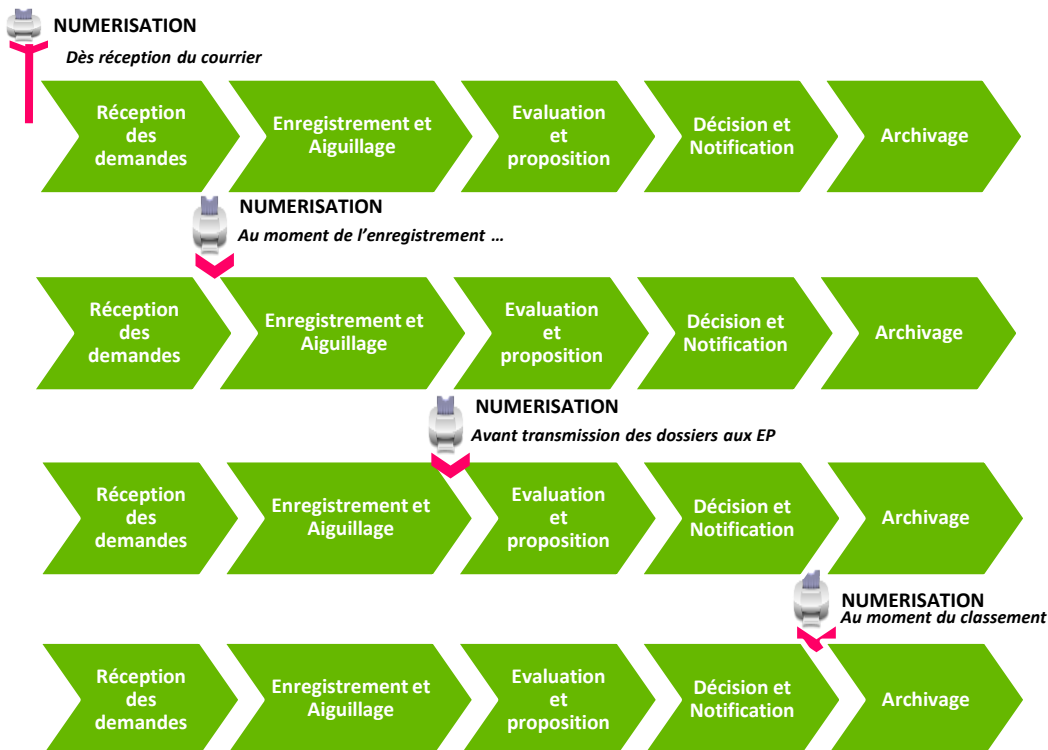 NUMERISATION
Dès réception du courrier
Réception
des
demandes
Enregistrement et
Aiguillage
Evaluation
et
proposition
Décision et
Notification
Archivage
NUMERISATION
Au moment de l’enregistrement …
Réception
des
demandes
Enregistrement et
Aiguillage
Evaluation
et
proposition
Décision et
Notification
Archivage
NUMERISATION
Avant transmission des dossiers aux EP
Réception
des
demandes
Enregistrement et
Aiguillage
Evaluation
et
proposition
Décision et
Notification
Archivage
NUMERISATION
Au moment du classement
Réception
des
demandes
Enregistrement et
Aiguillage
Evaluation
et
proposition
Décision et
Notification
Archivage